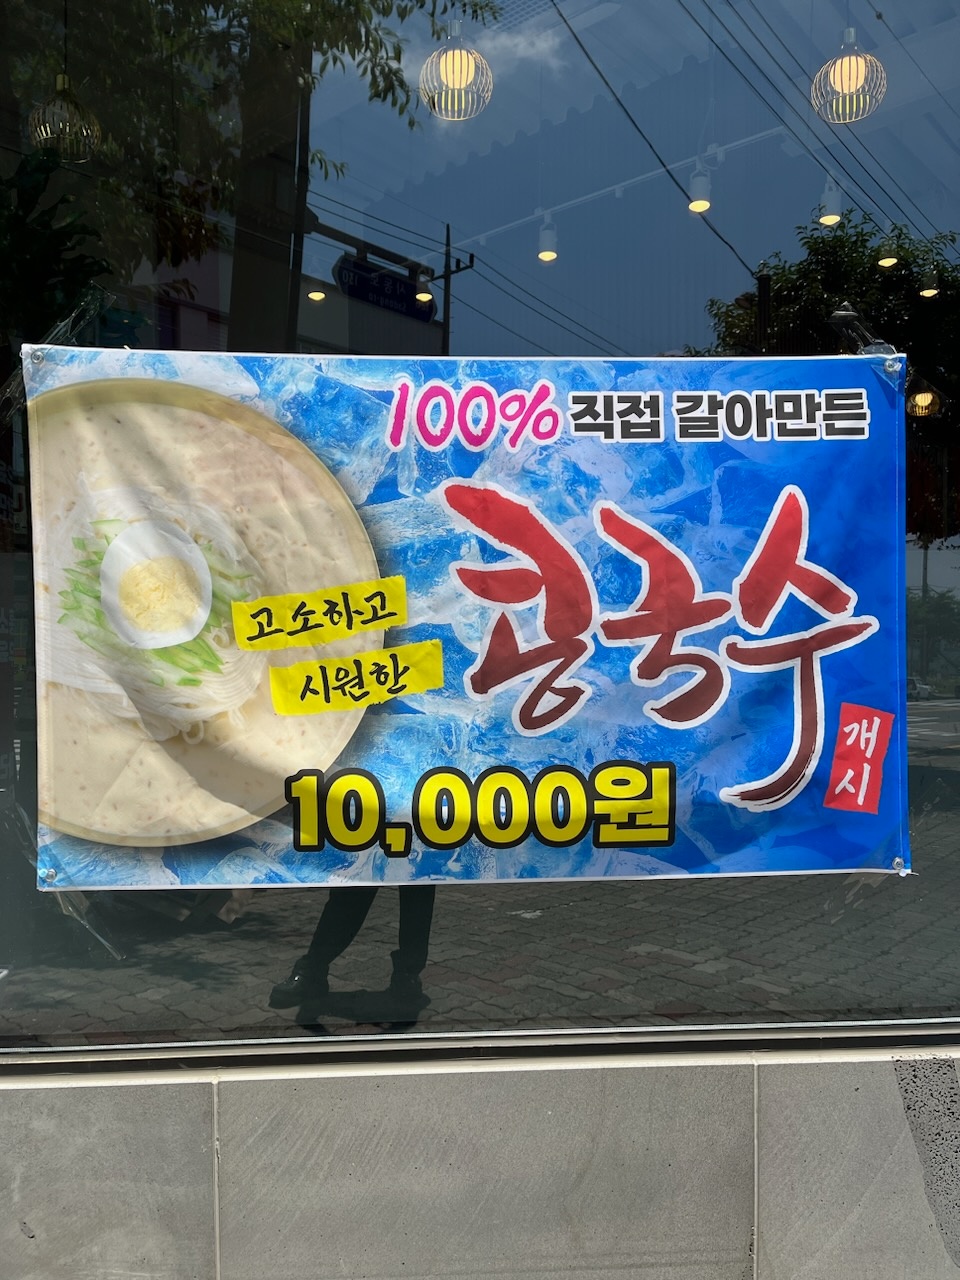 100% 직접 갈아만든
콩국수
고소하고
시원한
개시
10,000원